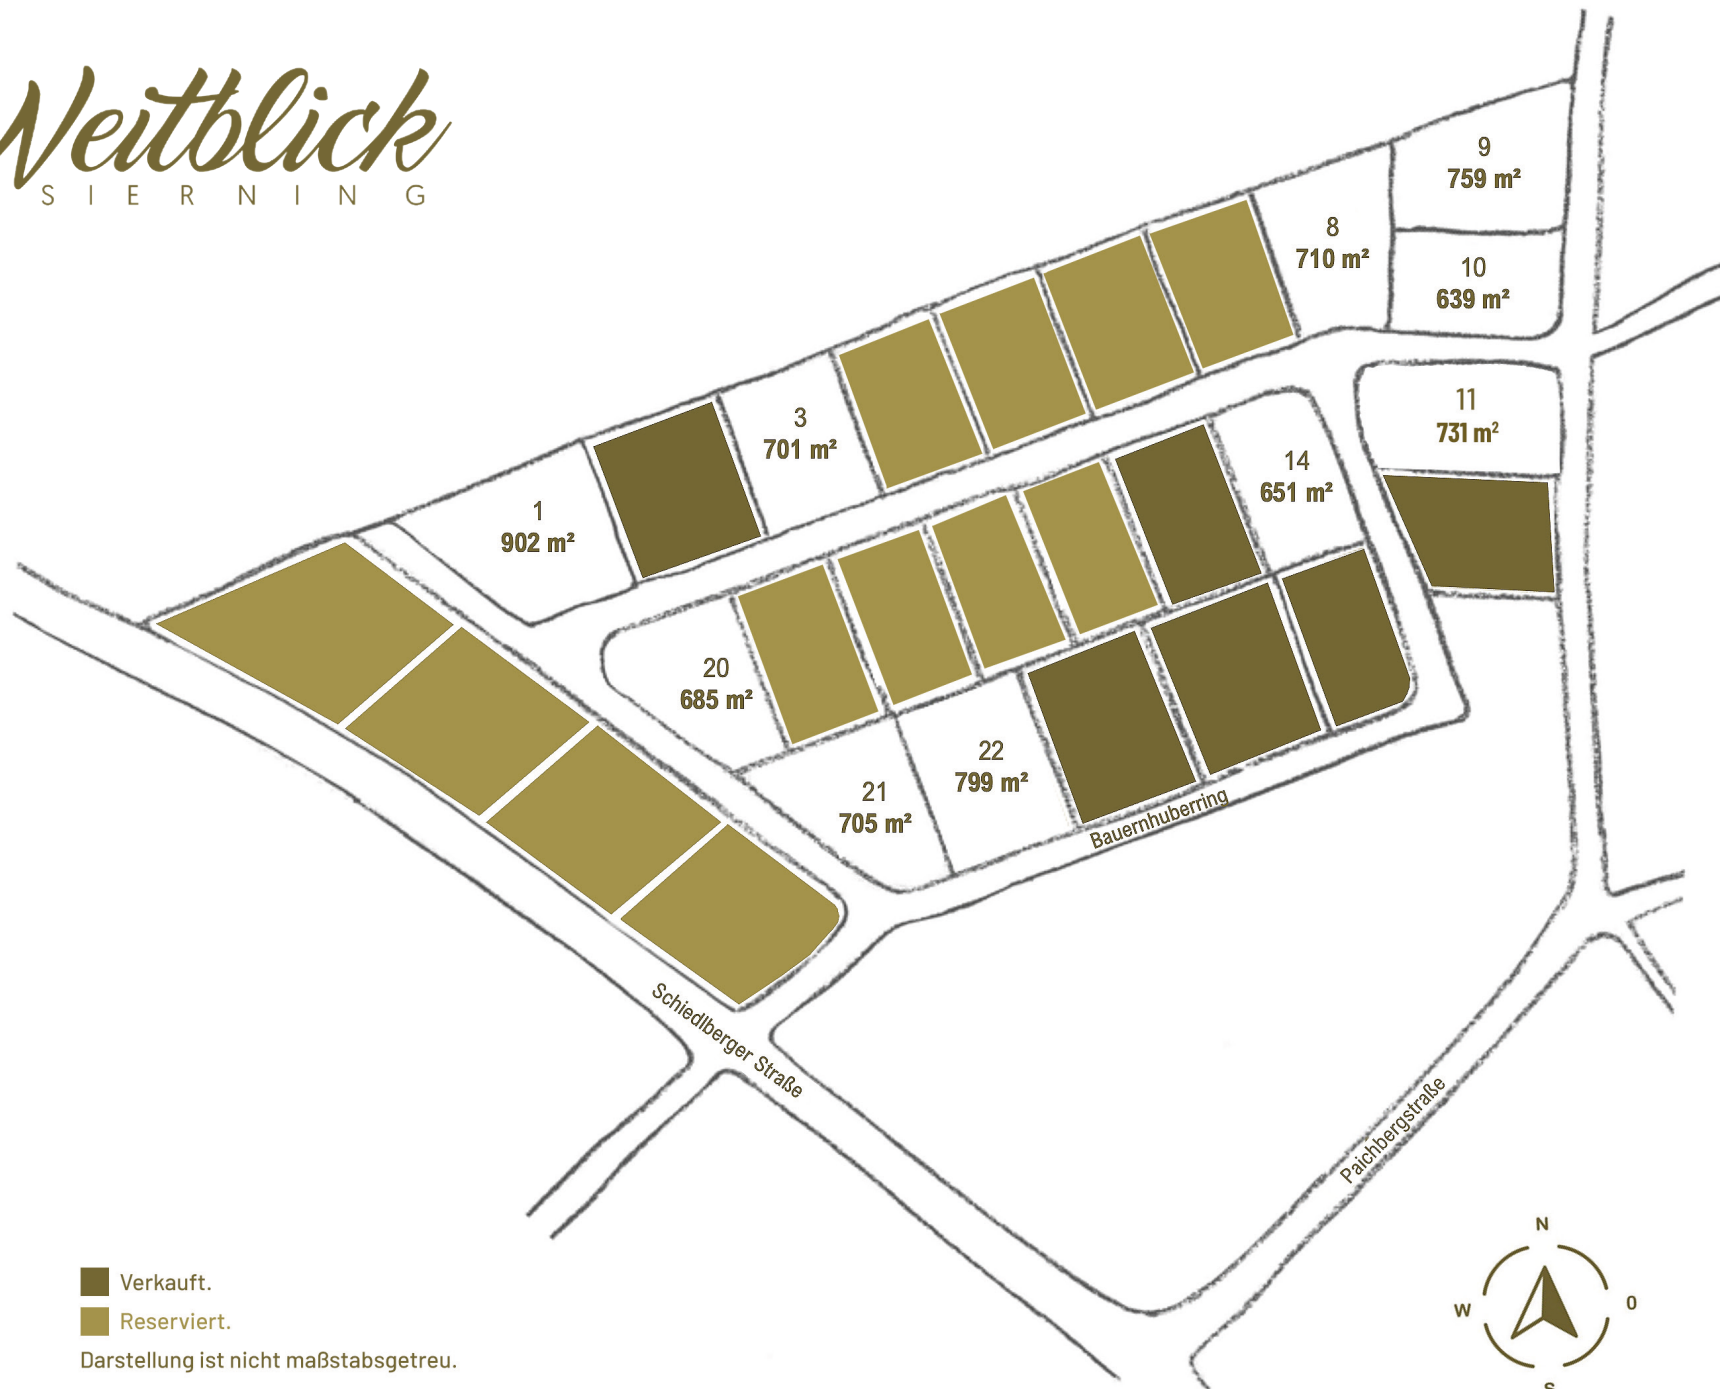 Weitblick
SIERNING
9
759 m²
8
710 m²
10
639 m²
11
731 m²
3
701 m²
14
651 m²
1
902 m²
20
685 m²
22
799 m²
21
705 m²
Bauernhuberring
Schiedlberger Straße
Paichbergstraße
N
W
O
S
Verkauft.
Reserviert.
Darstellung ist nicht maßstabsgetreu.